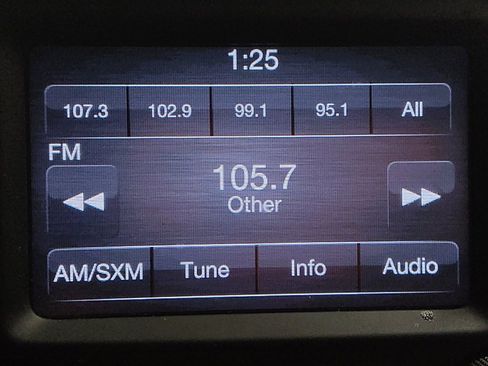 1:25
107.3 102.9 99.1 95.1 All
FM
105.7
Other
AM/SXM Tune Info Audio